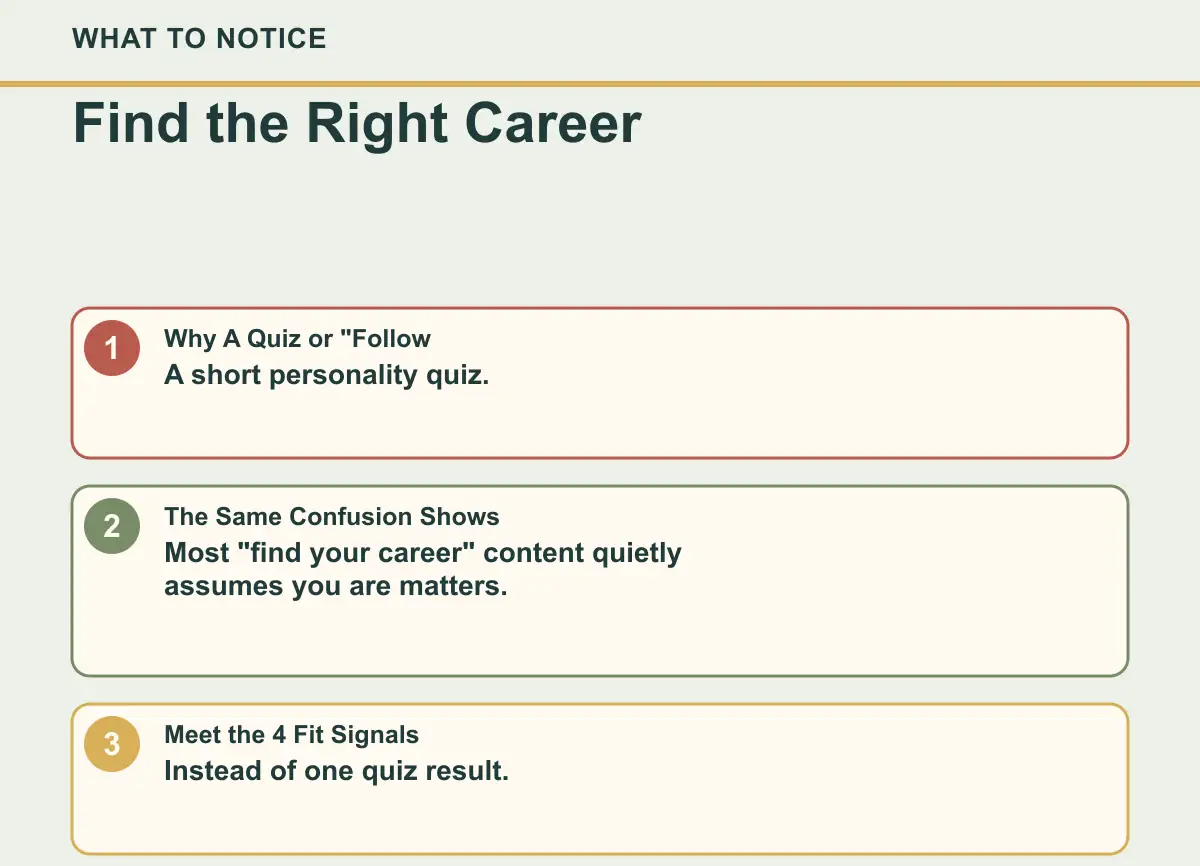 WHAT TO NOTICE
Find the Right Career
1
Why A Quiz or "Follow
A short personality quiz.
2
The Same Confusion Shows
Most "find your career" content quietly
assumes you are matters.
3
Meet the 4 Fit Signals
Instead of one quiz result.